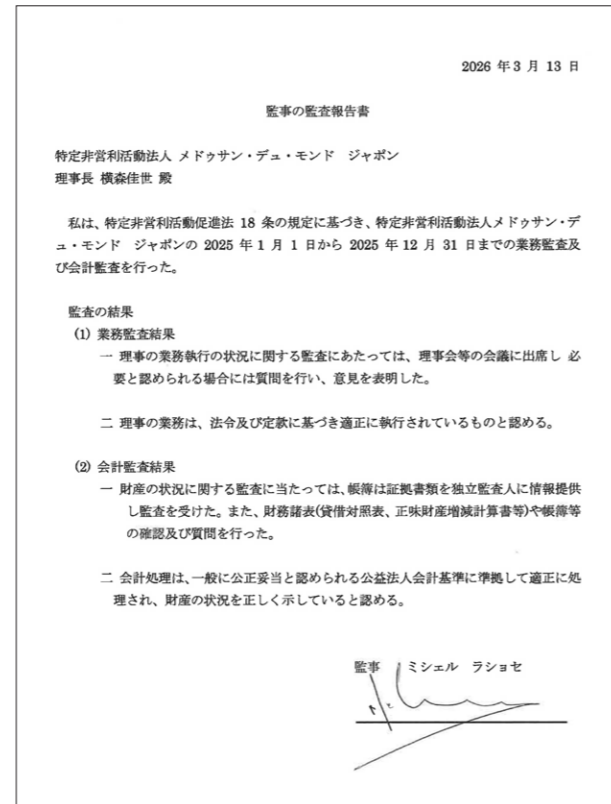 2026 年 3 月 13 日
監事の監査報告書
特定非営利活動法人 メドゥサン・デュ・モンド ジャポン
理事長 横森佳世 殿
私は、特定非営利活動促進法 18 条の規定に基づき、特定非営利活動法人メドゥサン・デ
ュ・モンド ジャポンの 2025 年 1 月 1 日から 2025 年 12 月 31 日までの業務監査及
び会計監査を行った。
監査の結果
(1) 業務監査結果
一 理事の業務執行の状況に関する監査にあたっては、理事会等の会議に出席し 必
要と認められる場合には質問を行い、意見を表明した。
二 理事の業務は、法令及び定款に基づき適正に執行されているものと認める。
(2) 会計監査結果
一 財産の状況に関する監査に当たっては、帳簿は証拠書類を独立監査人に情報提供
し監査を受けた。また、財務諸表(貸借対照表、正味財産増減計算書等)や帳簿等
の確認及び質問を行った。
二 会計処理は、一般に公正妥当と認められる公益法人会計基準に準拠して適正に処
理され、財産の状況を正しく示していると認める。
監事 ミシェル ラショセ